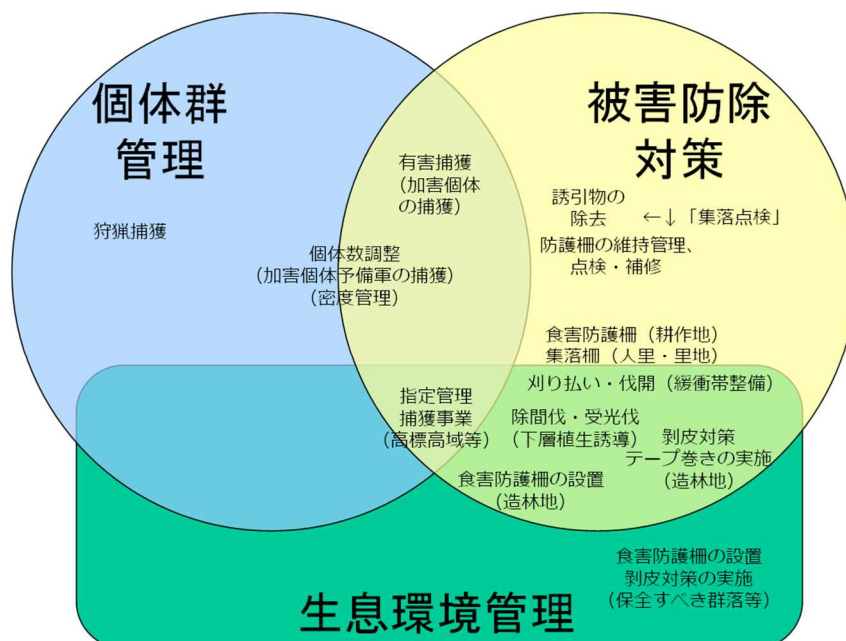 個体群
管理
被害防除
対策
有害捕獲
(加害個体
の捕獲)
狩猟捕獲
誘引物の
除去 ←↓「集落点検」
個体数調整
(加害個体予備軍の捕獲)
(密度管理)
防護柵の維持管理、
点検・補修
食害防護柵(耕作地)
集落柵(人里・里地)
刈り払い・伐開(緩衝帯整備)
指定管理
捕獲事業
(高標高域等)
除間伐・受光伐
(下層植生誘導)
剥皮対策
テープ巻きの実施
(造林地)
食害防護柵の設置
(造林地)
食害防護柵の設置
剥皮対策の実施
(保全すべき群落等)
生息環境管理